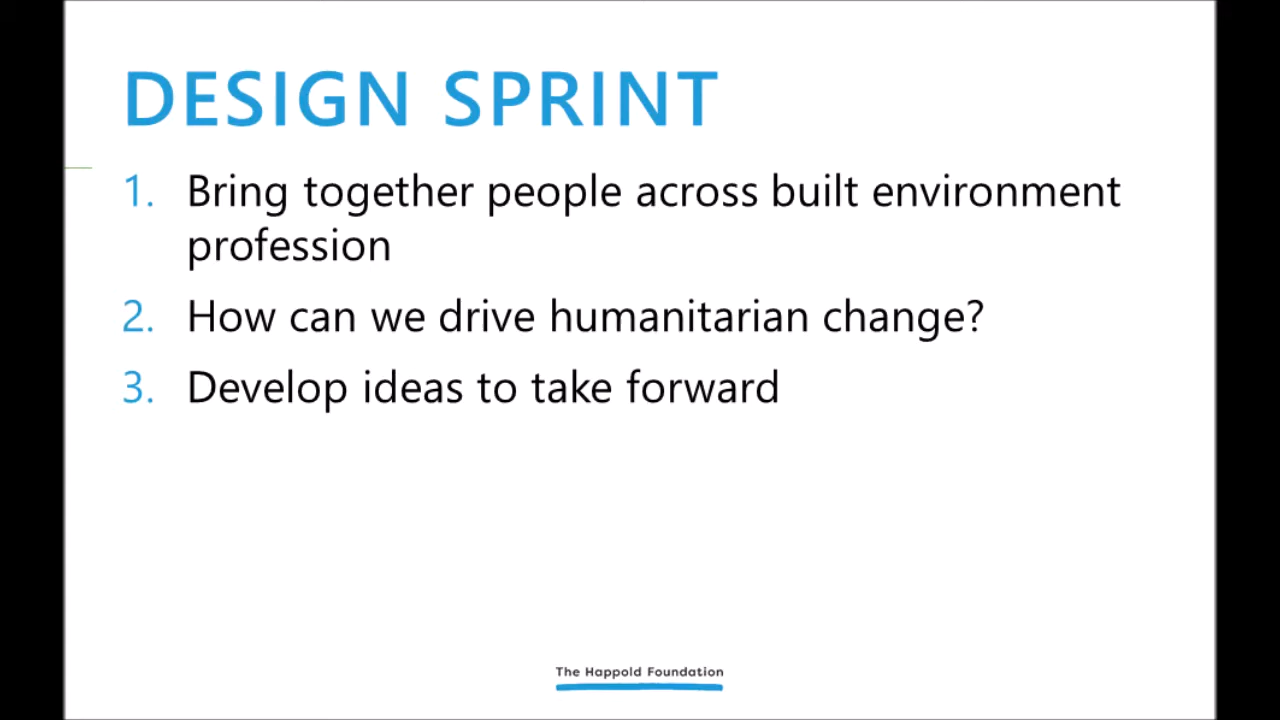 DESIGN SPRINT
1. Bring together people across built environment
profession
2. How can we drive humanitarian change?
3. Develop ideas to take forward
The Happold Foundation